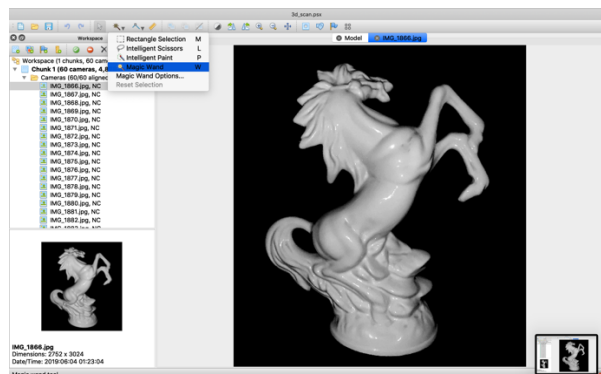 3d_scan.psx
Workspace
Rectangle Selection M
Intelligent Scissors L
Intelligent Paint P
Magic Wand W
Magic Wand Options...
Reset Selection
Model
IMG_1866.jpg
Workspace (1 chunks, 60 cam
Chunk 1 (60 cameras, 4,
Cameras (60/60 aligned
IMG_1866.jpg, NC
IMG_1867.jpg, NC
IMG_1868.jpg, NC
IMG_1869.jpg, NC
IMG_1870.jpg, NC
IMG_1871.jpg, NC
IMG_1872.jpg, NC
IMG_1873.jpg, NC
IMG_1874.jpg, NC
IMG_1875.jpg, NC
IMG_1876.jpg, NC
IMG_1877.jpg, NC
IMG_1878.jpg, NC
IMG_1879.jpg, NC
IMG_1880.jpg, NC
IMG_1881.jpg, NC
IMG_1882.jpg, NC
IMG_1866.jpg
Dimensions: 2752 x 3024
Date/Time: 2019:06:04 01:23:04